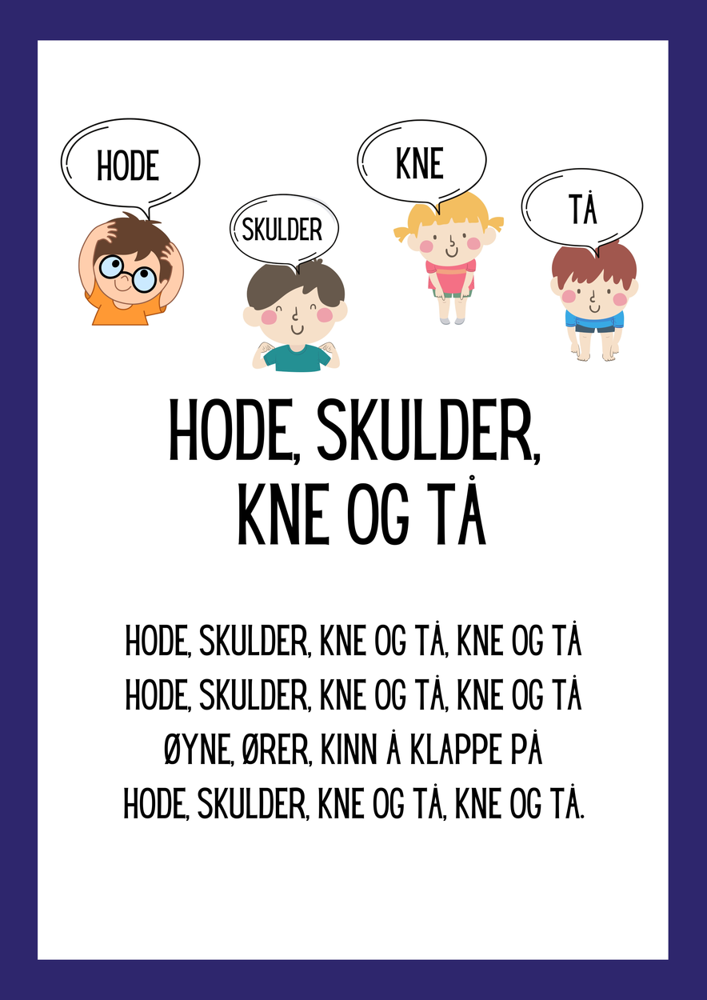 HODE
SKULDER
KNE
TÅ
HODE, SKULDER,
KNE OG TÅ
HODE, SKULDER, KNE OG TÅ, KNE OG TÅ
HODE, SKULDER, KNE OG TÅ, KNE OG TÅ
ØYNE, ØRER, KINN Å KLAPPE PÅ
HODE, SKULDER, KNE OG TÅ, KNE OG TÅ.